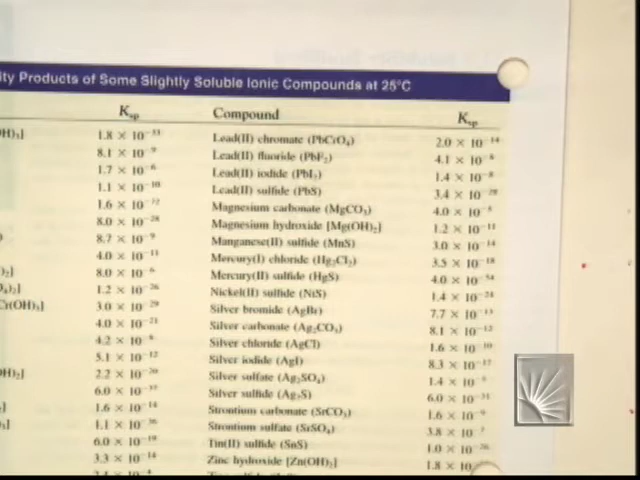 ity Products of Some Slightly Soluble Ionic Compounds at 25°C
Ksp Compound Ksp
OH)3] 1.8 × 10⁻³³ Lead(II) chromate (PbCrO₄) 2.0 × 10⁻¹⁴
8.1 × 10⁻⁹ Lead(II) fluoride (PbF₂) 4.1 × 10⁻⁸
1.7 × 10⁻⁶ Lead(II) iodide (PbI₂) 1.4 × 10⁻⁸
1.1 × 10⁻¹⁰ Lead(II) sulfide (PbS) 3.4 × 10⁻²⁸
1.6 × 10⁻⁷² Magnesium carbonate (MgCO₃) 4.0 × 10⁻⁵
8.0 × 10⁻²⁸ Magnesium hydroxide [Mg(OH)₂] 1.2 × 10⁻¹¹
8.7 × 10⁻⁹ Manganese(II) sulfide (MnS) 3.0 × 10⁻¹⁴
4.0 × 10⁻¹¹ Mercury(I) chloride (Hg₂Cl₂) 3.5 × 10⁻¹⁸
)₂] 8.0 × 10⁻⁶ Mercury(II) sulfide (HgS) 4.0 × 10⁻⁵⁴
)₂] 1.2 × 10⁻²⁶ Nickel(II) sulfide (NiS) 1.4 × 10⁻²⁴
Cr(OH)₃] 3.0 × 10⁻²⁹ Silver bromide (AgBr) 7.7 × 10⁻¹³
4.0 × 10⁻²¹ Silver carbonate (Ag₂CO₃) 8.1 × 10⁻¹²
4.2 × 10⁻⁸ Silver chloride (AgCl) 1.6 × 10⁻¹⁰
5.1 × 10⁻¹² Silver iodide (AgI) 8.3 × 10⁻¹⁷
OH)₂] 2.2 × 10⁻²⁰ Silver sulfate (Ag₂SO₄) 1.4 × 10⁻⁵
6.0 × 10⁻³⁷ Silver sulfide (Ag₂S) 6.0 × 10⁻⁵¹
] 1.6 × 10⁻¹⁴ Strontium carbonate (SrCO₃) 1.6 × 10⁻⁹
)₃] 1.1 × 10⁻³⁶ Strontium sulfate (SrSO₄) 3.8 × 10⁻⁷
6.0 × 10⁻¹⁹ Tin(II) sulfide (SnS) 1.0 × 10⁻²⁶
3.3 × 10⁻¹⁴ Zinc hydroxide [Zn(OH)₂] 1.8 × 10